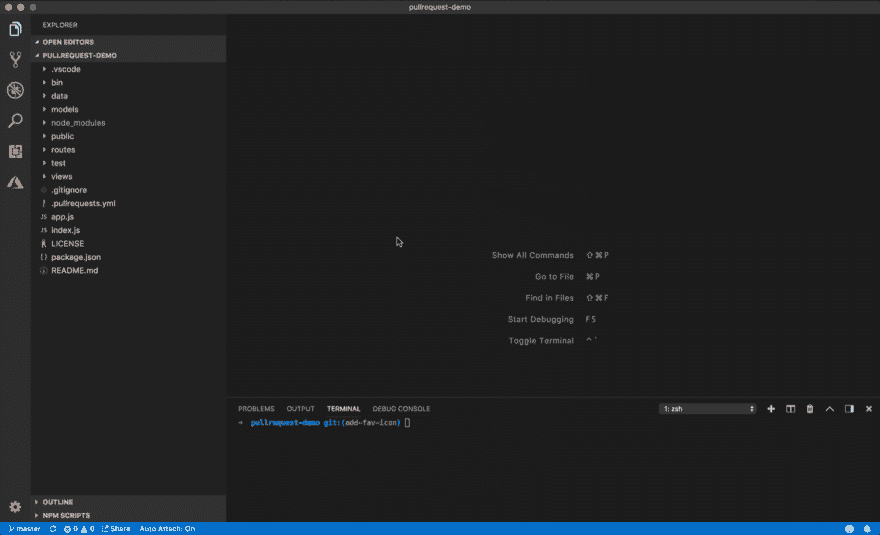 pullrequest-demo
EXPLORER
OPEN EDITORS
PULLREQUEST-DEMO
.vscode
bin
data
models
node_modules
public
routes
test
views
.gitignore
.pullrequests.yml
JS app.js
JS index.js
LICENSE
{} package.json
README.md
Show All Commands ⇧⌘P
Go to File ⌘P
Find in Files ⇧⌘F
Start Debugging F5
Toggle Terminal ⌃`
PROBLEMS OUTPUT TERMINAL DEBUG CONSOLE 1: zsh
→ pullrequest-demo git:(add-fav-icon)
OUTLINE
NPM SCRIPTS
master 0 0 Share Auto Attach: On